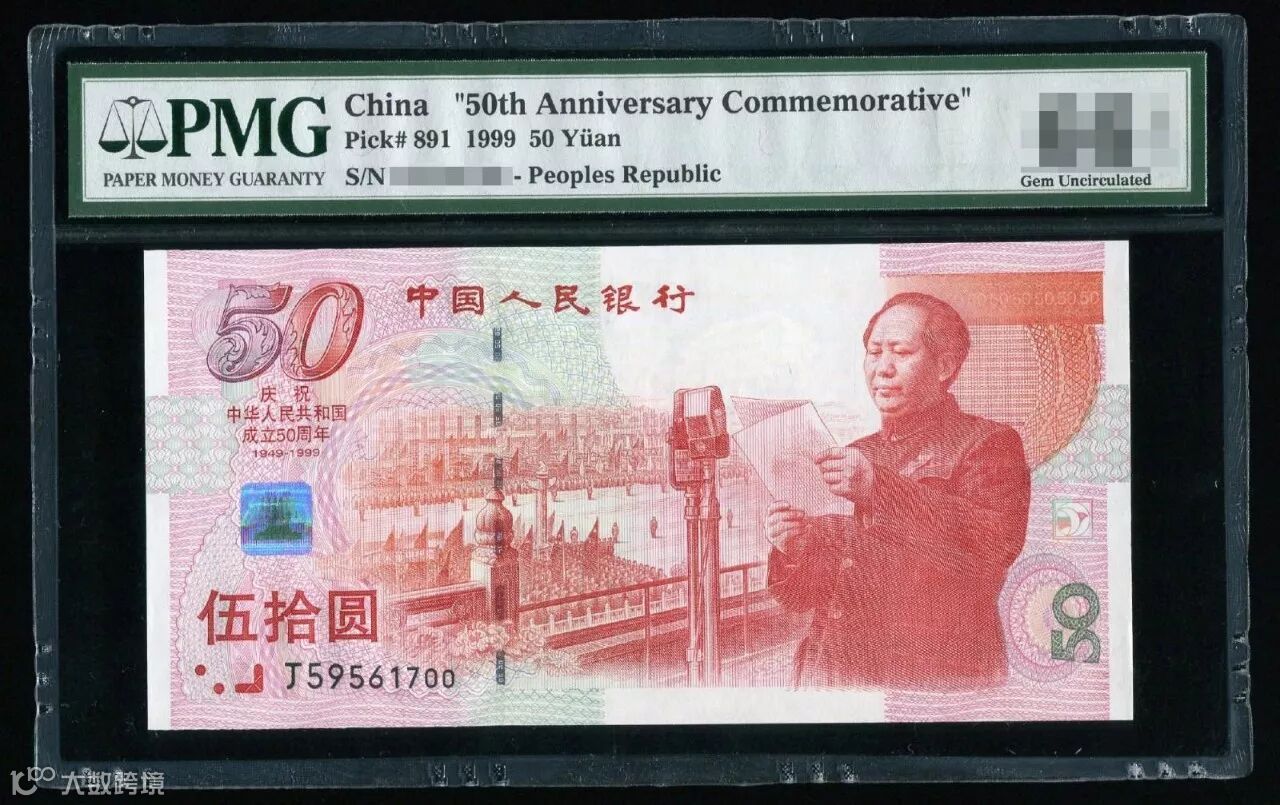 PMG
PAPER MONEY GUARANTY
China "50th Anniversary Commemorative"
Pick# 891 1999 50 Yüan
S/N - Peoples Republic
Gem Uncirculated
50
中国人民银行
庆祝
中华人民共和国
成立50周年
1949-1999
伍拾圆
J59561700
50
大数跨境